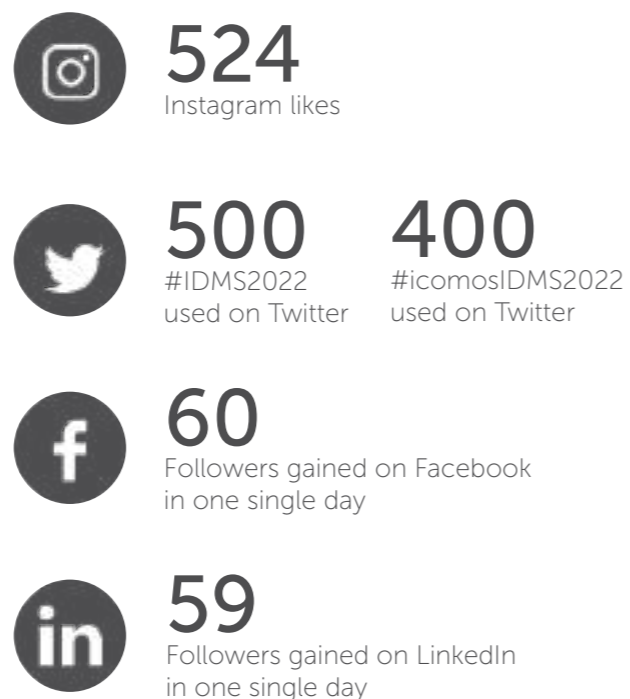 524
Instagram likes
500
#IDMS2022
used on Twitter
400
#icomosIDMS2022
used on Twitter
60
Followers gained on Facebook
in one single day
59
Followers gained on LinkedIn
in one single day